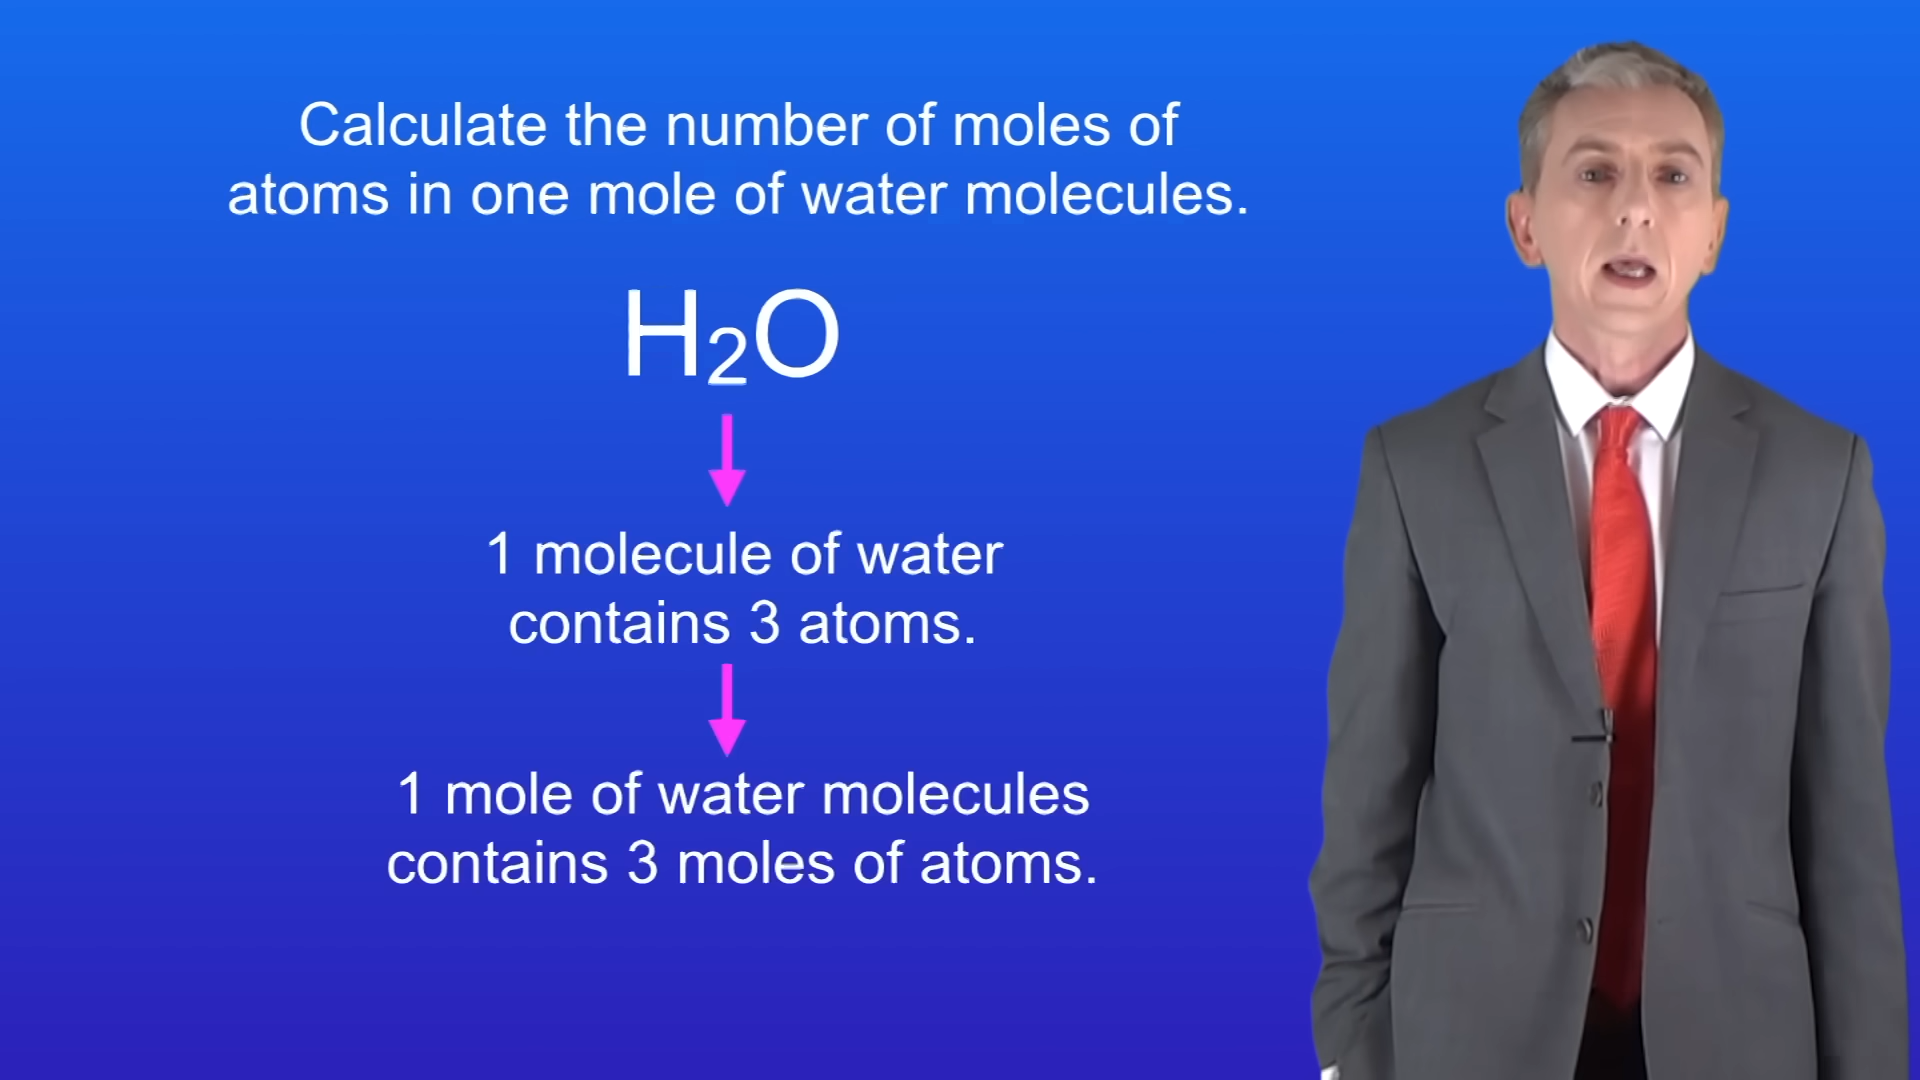 Calculate the number of moles of
atoms in one mole of water molecules.
H₂O
1 molecule of water
contains 3 atoms.
1 mole of water molecules
contains 3 moles of atoms.